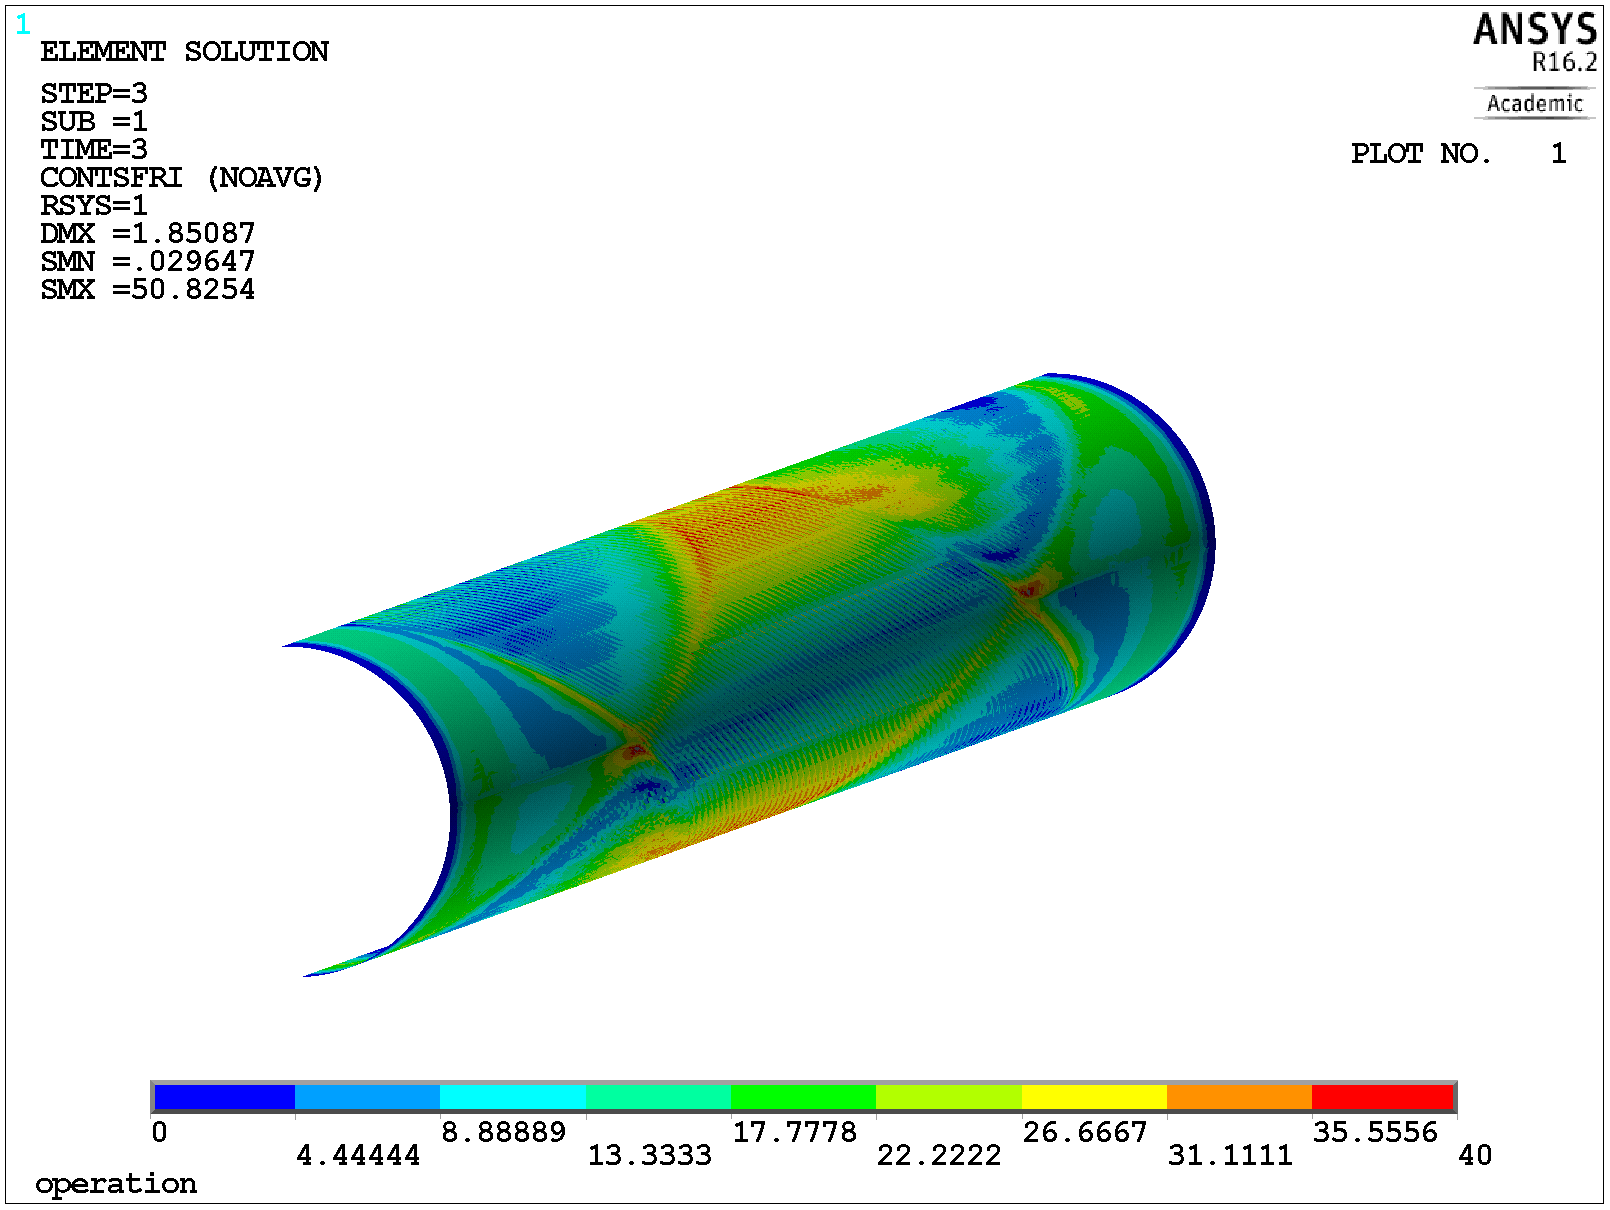 1
ELEMENT SOLUTION
STEP=3
SUB =1
TIME=3
CONTSFRI (NOAVG)
RSYS=1
DMX =1.85087
SMN =.029647
SMX =50.8254
ANSYS
R16.2
Academic
PLOT NO. 1
0 8.88889 17.7778 26.6667 35.5556
4.44444 13.3333 22.2222 31.1111 40
operation